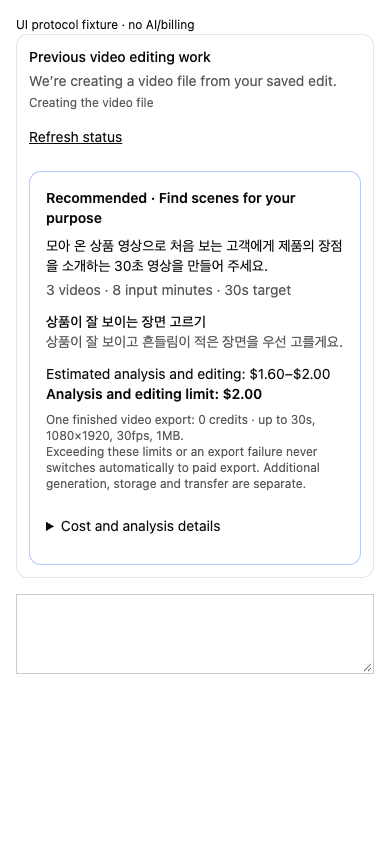 UI protocol fixture · no AI/billing
Previous video editing work
We’re creating a video file from your saved edit.
Creating the video file
Refresh status
Recommended · Find scenes for your
purpose
모아 온 상품 영상으로 처음 보는 고객에게 제품의 장점
을 소개하는 30초 영상을 만들어 주세요.
3 videos · 8 input minutes · 30s target
상품이 잘 보이는 장면 고르기
상품이 잘 보이고 흔들림이 적은 장면을 우선 고를게요.
Estimated analysis and editing: $1.60–$2.00
Analysis and editing limit: $2.00
One finished video export: 0 credits · up to 30s,
1080×1920, 30fps, 1MB.
Exceeding these limits or an export failure never
switches automatically to paid export. Additional
generation, storage and transfer are separate.
Cost and analysis details